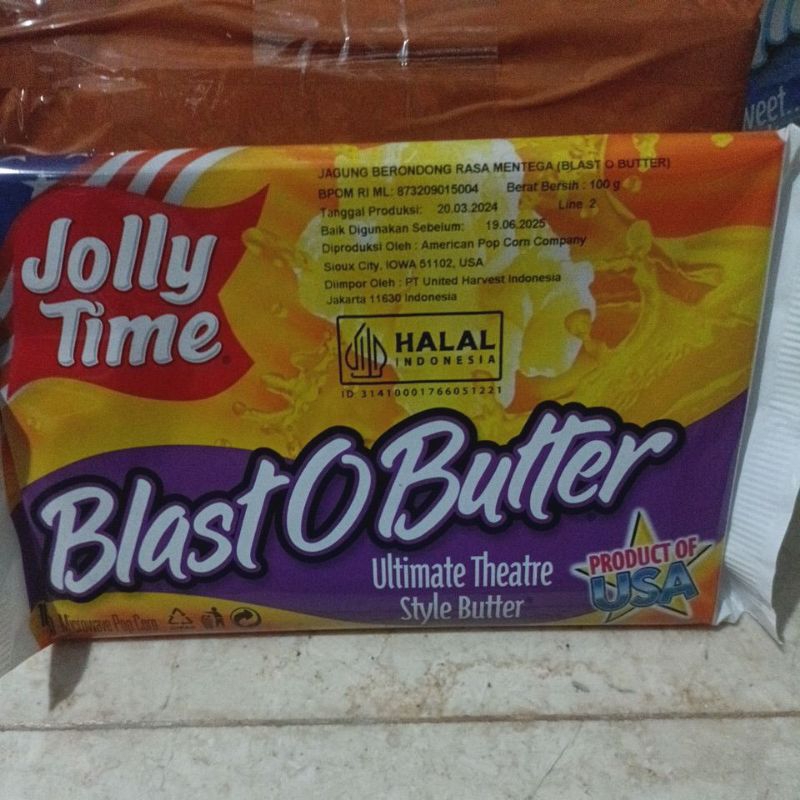 weet...
JAGUNG BERONDONG RASA MENTEGA (BLAST O BUTTER)
BPOM RI ML: 873209015004 Berat Bersih : 100 g
Tanggal Produksi: 20.03.2024 Line 2
Baik Digunakan Sebelum: 19.06.2025
Diproduksi Oleh : American Pop Corn Company
Sioux City, IOWA 51102, USA
Diimpor Oleh : PT United Harvest Indonesia
Jakarta 11630 Indonesia
Jolly
Time
HALAL
INDONESIA
ID 31410001766051221
Blast O Butter
Ultimate Theatre
Style Butter
PRODUCT OF
USA
Microwave Pop Corn